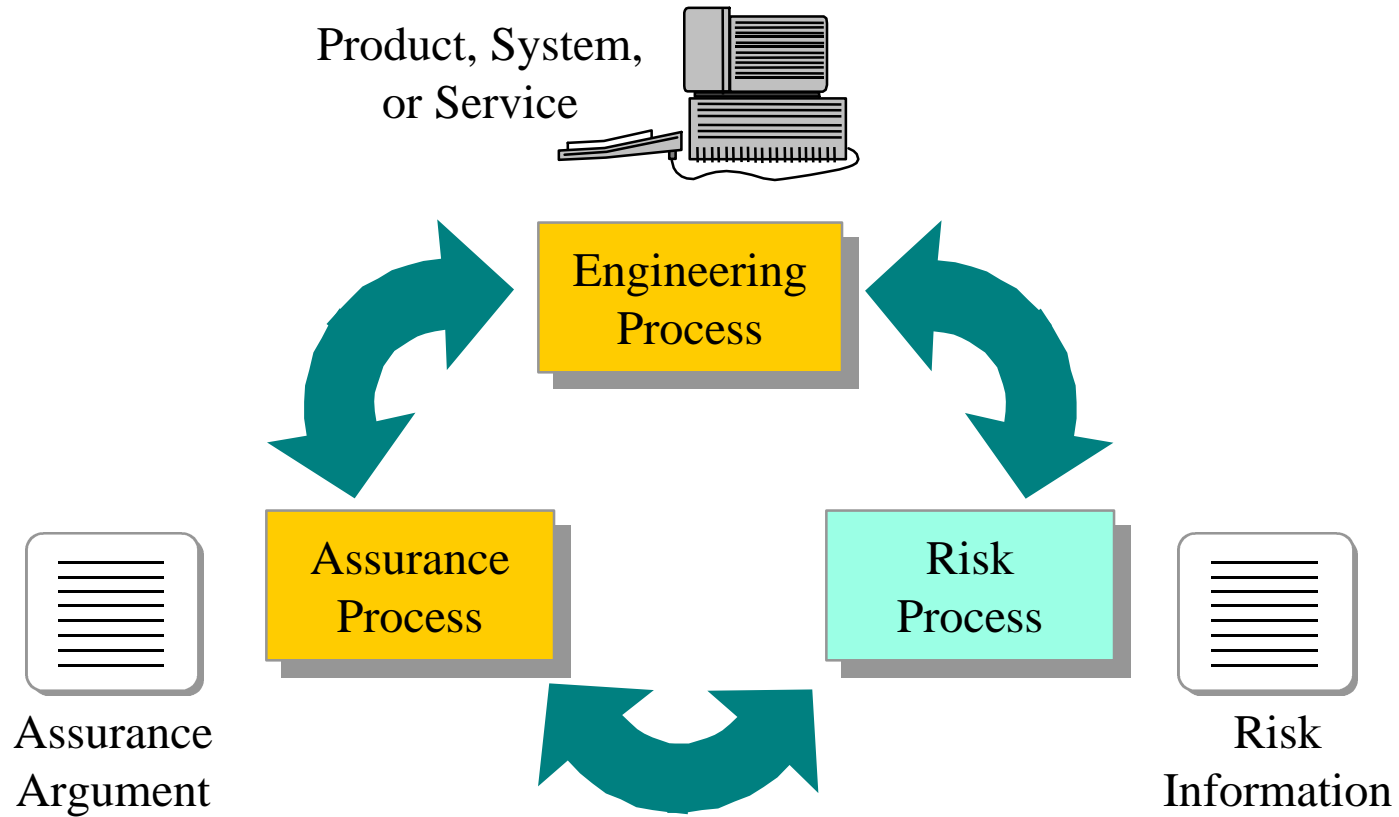 Product, System,
or Service
Engineering
Process
Assurance
Process
Risk
Process
Assurance
Argument
Risk
Information